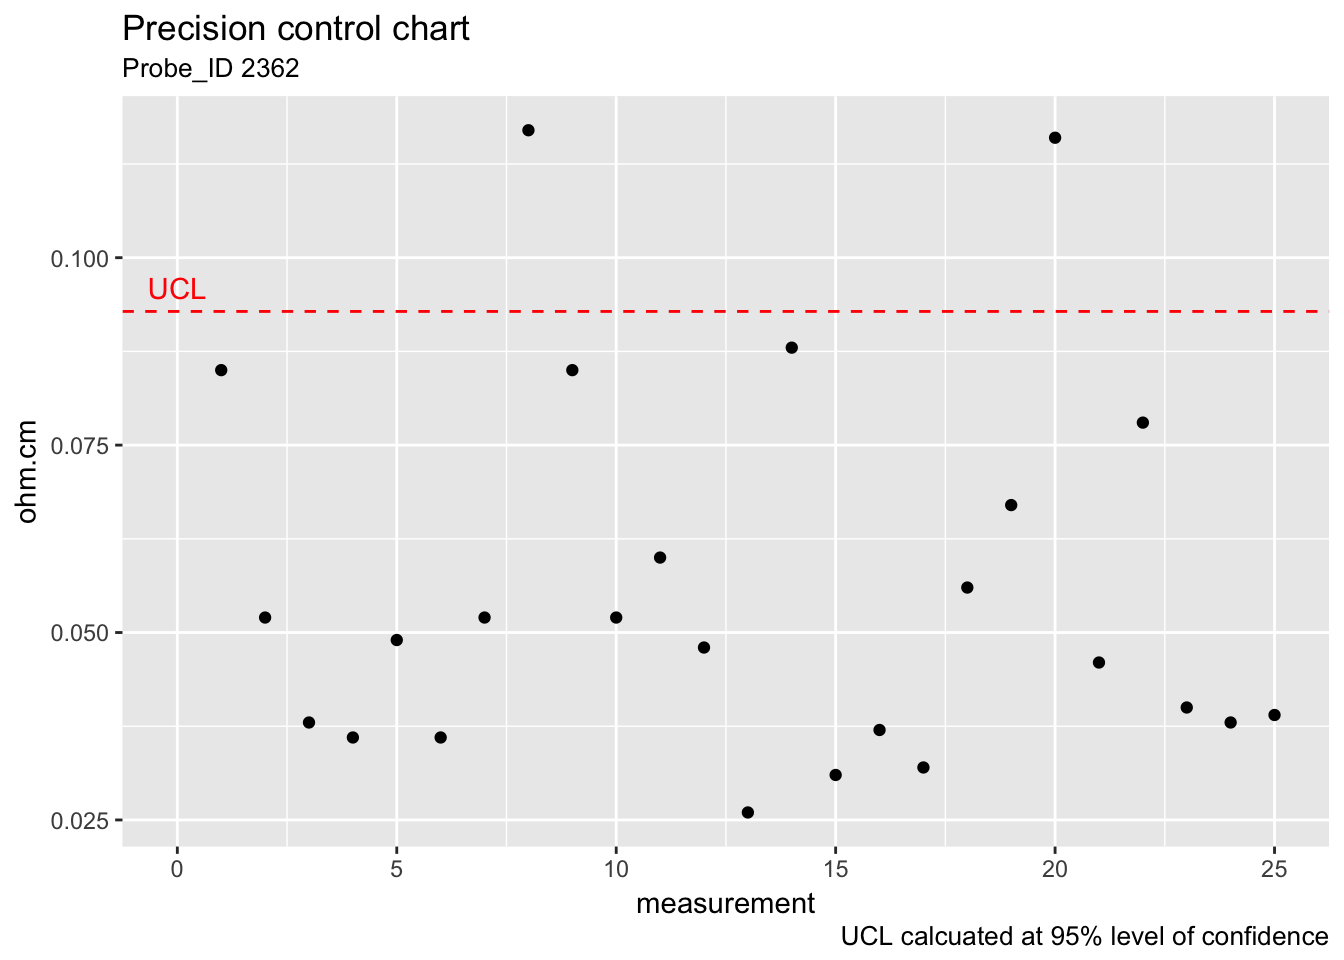 Precision control chart
Probe_ID 2362
0.100
UCL
0.075
ohm.cm
0.050
0.025
0 5 10 15 20 25
measurement
UCL calcuated at 95% level of confidence